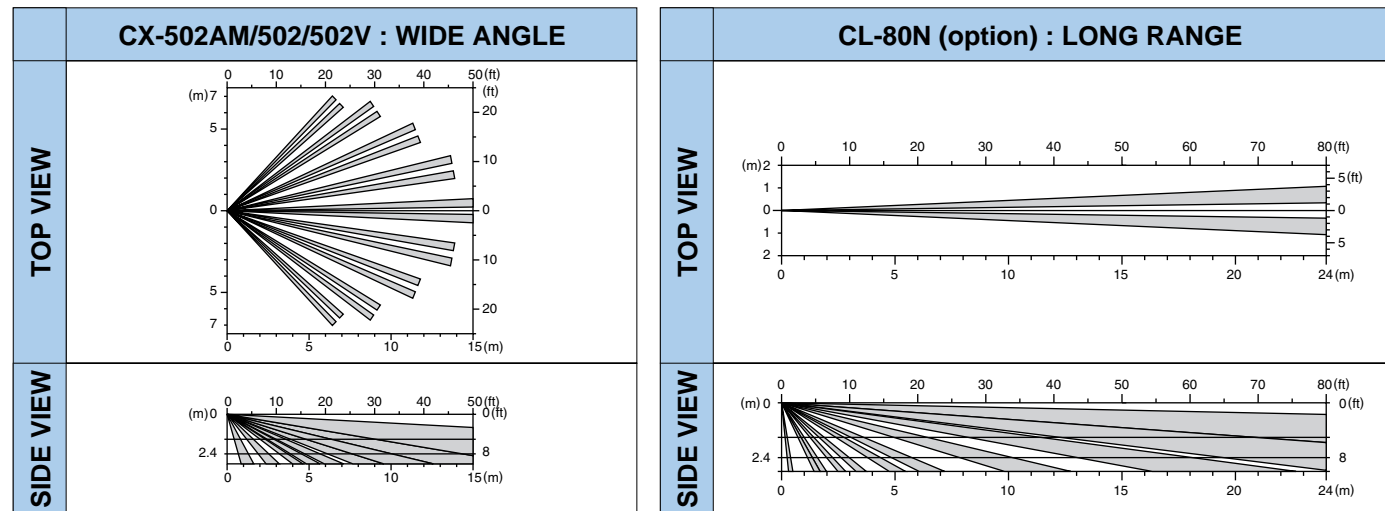 CX-502AM/502/502V : WIDE ANGLE
TOP VIEW
0 10 20 30 40 50 (ft)
(m) 7 5 0 5 7
(ft) 20 10 0 10 20
0 5 10 15 (m)
SIDE VIEW
0 10 20 30 40 50 (ft)
(m) 0 2.4
0 (ft) 8
0 5 10 15 (m)
CL-80N (option) : LONG RANGE
TOP VIEW
0 10 20 30 40 50 60 70 80 (ft)
(m) 2 1 0 1 2
5 (ft) 0 5
0 5 10 15 20 24 (m)
SIDE VIEW
0 10 20 30 40 50 60 70 80 (ft)
(m) 0 2.4
0 (ft) 8
0 5 10 15 20 24 (m)